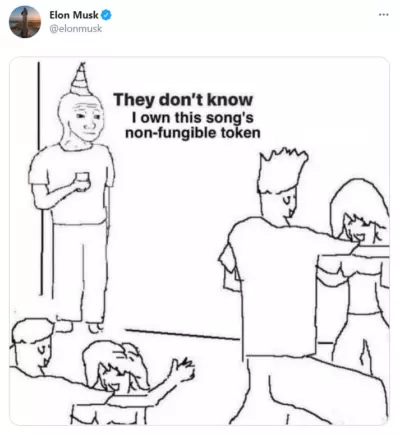 Elon Musk
@elonmusk
They don't know
I own this song's
non-fungible token